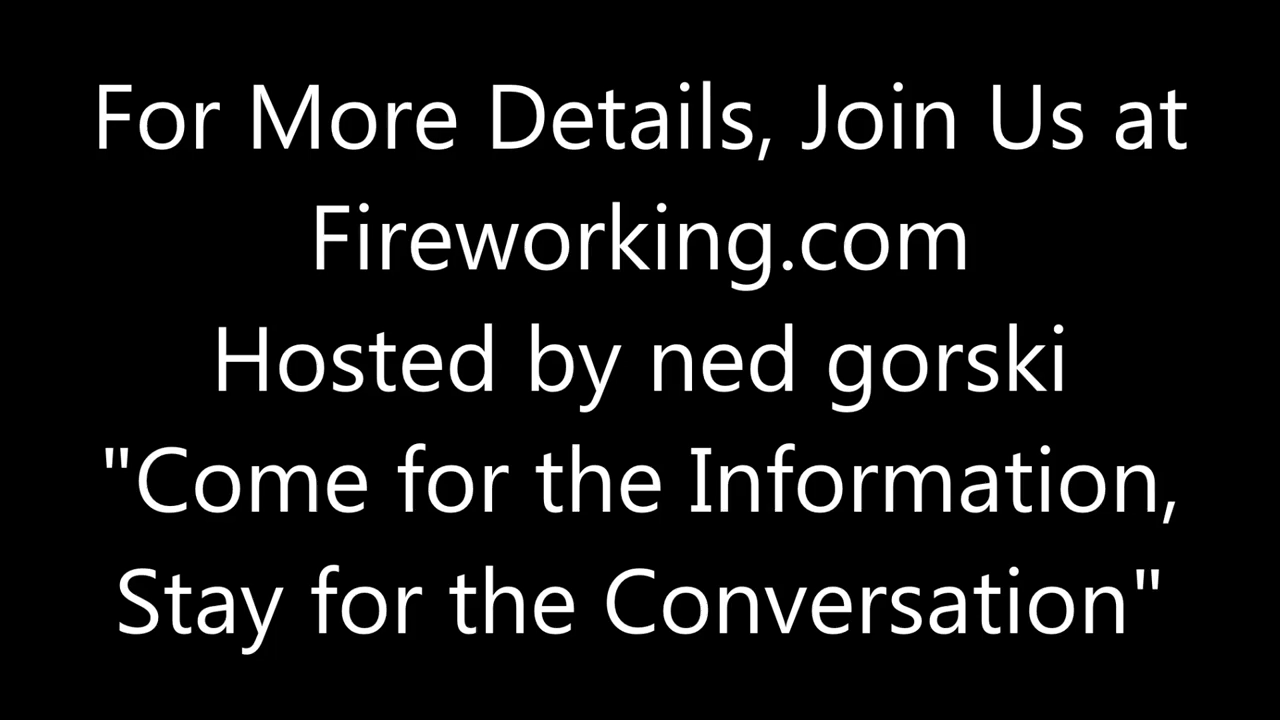 For More Details, Join Us at
Fireworking.com
Hosted by ned gorski
"Come for the Information,
Stay for the Conversation"